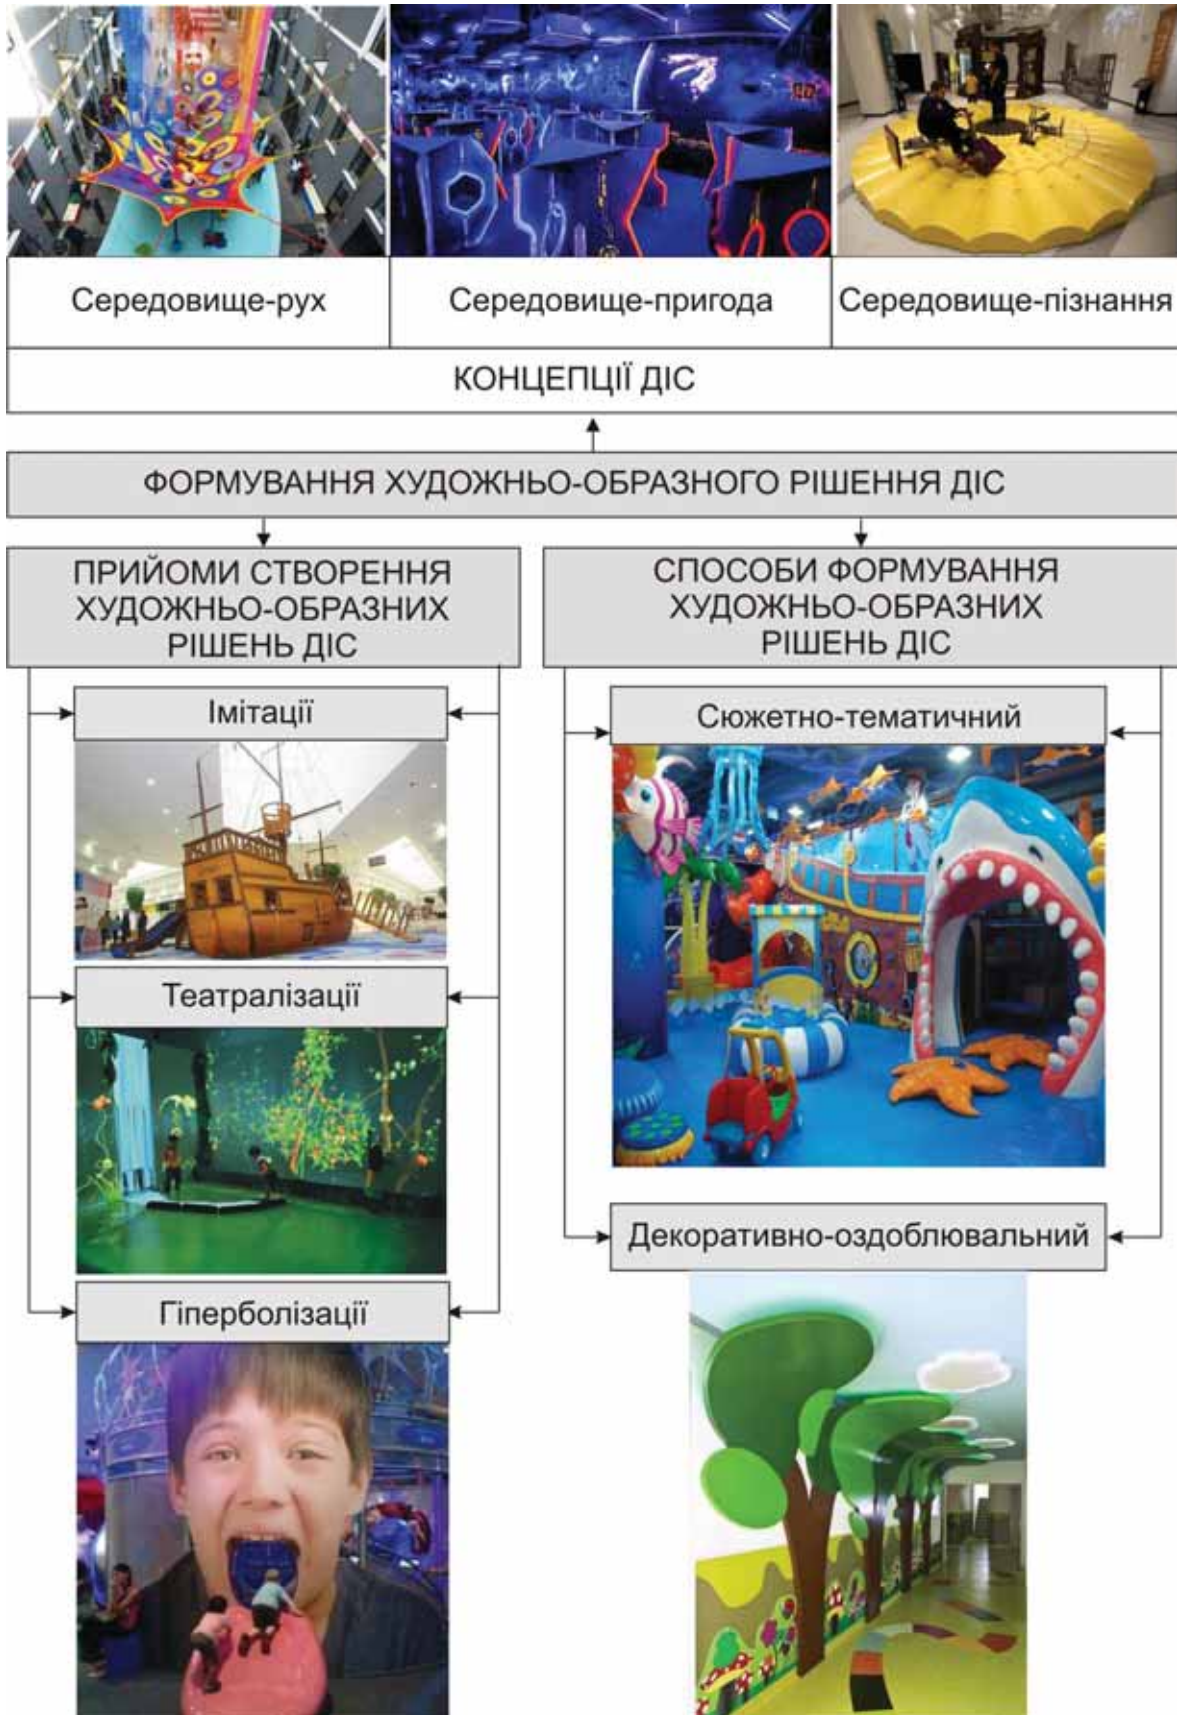 Середовище-рух
Середовище-пригода
Середовище-пізнання
КОНЦЕПЦІЇ ДІС
ФОРМУВАННЯ ХУДОЖНЬО-ОБРАЗНОГО РІШЕННЯ ДІС
ПРИЙОМИ СТВОРЕННЯ
ХУДОЖНЬО-ОБРАЗНИХ
РІШЕНЬ ДІС
СПОСОБИ ФОРМУВАННЯ
ХУДОЖНЬО-ОБРАЗНИХ
РІШЕНЬ ДІС
Імітації
Театралізації
Гіперболізації
Сюжетно-тематичний
Декоративно-оздоблювальний